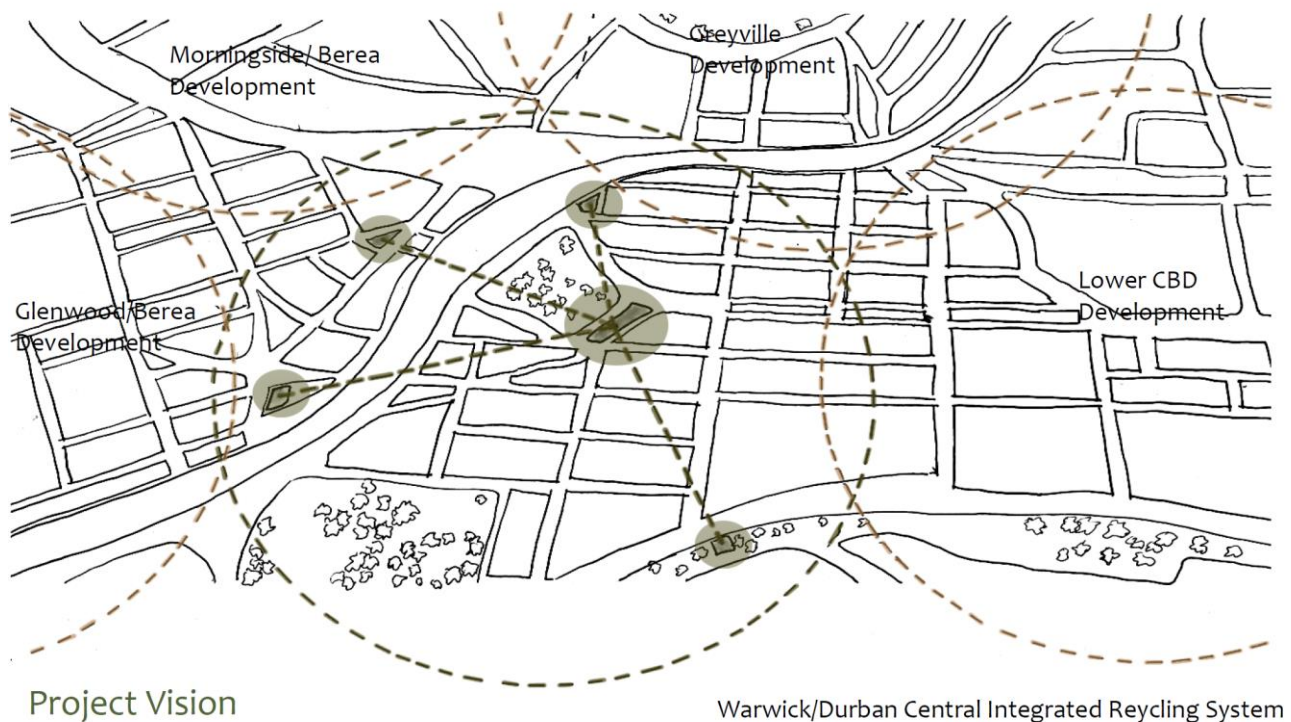 Morningside/ Berea
Development
Greyville
Development
Glenwood/Berea
Development
Lower CBD
Development
Project Vision
Warwick/Durban Central Integrated Reycling System